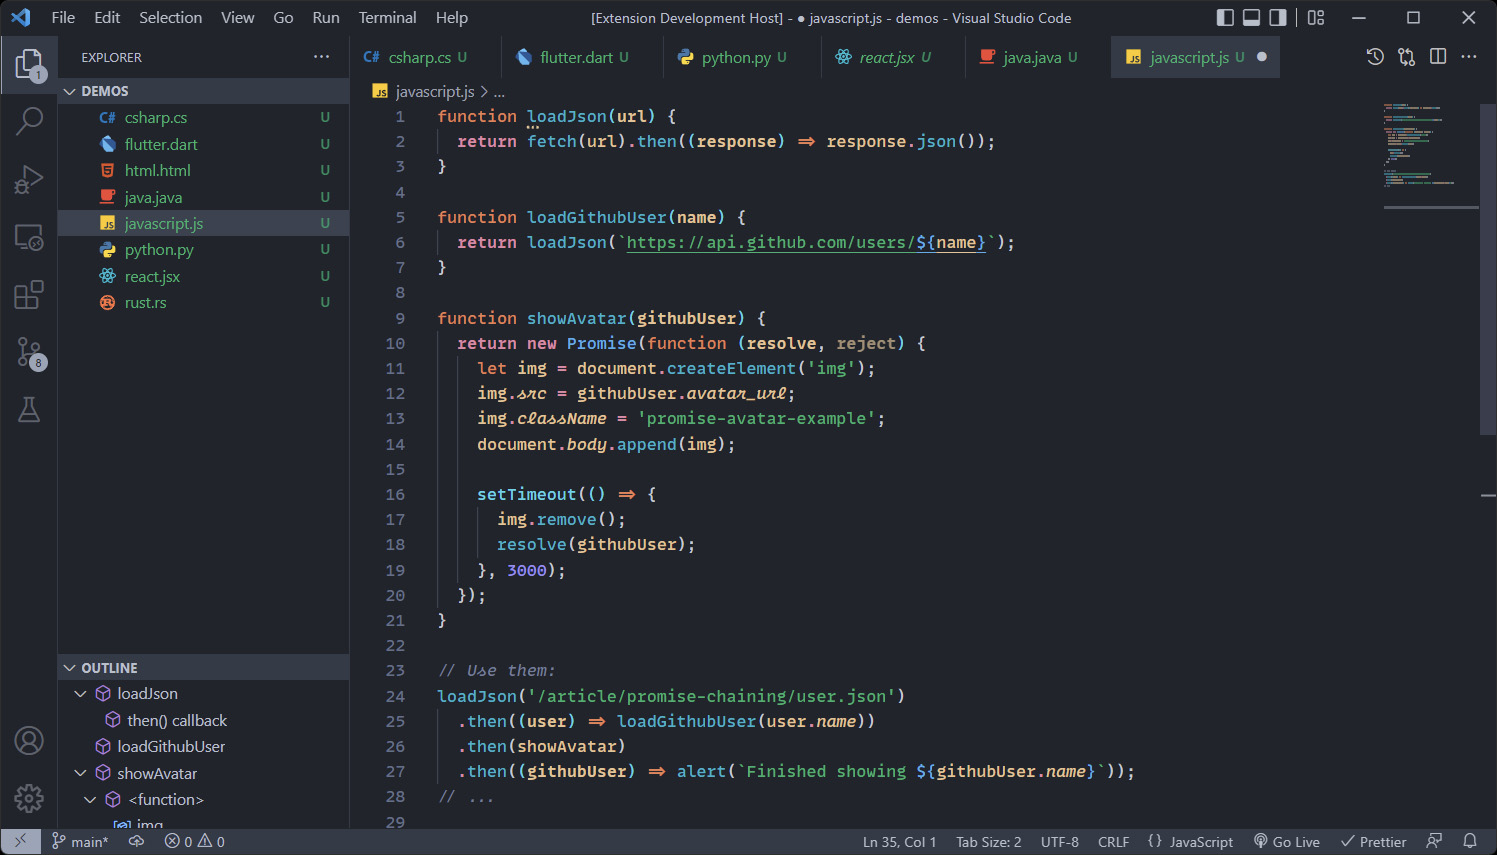 File Edit Selection View Go Run Terminal Help
[Extension Development Host] - ● javascript.js - demos - Visual Studio Code
1
EXPLORER ···
C# csharp.cs U
flutter.dart U
python.py U
react.jsx U
java.java U
JS javascript.js U ●
DEMOS
C# csharp.cs U
flutter.dart U
html.html U
java.java U
JS javascript.js U
python.py U
react.jsx U
rust.rs U
8
JS javascript.js > ...
1 function loadJson(url) {
2 return fetch(url).then((response) => response.json());
3 }
4
5 function loadGithubUser(name) {
6 return loadJson(`https://api.github.com/users/${name}`);
7 }
8
9 function showAvatar(githubUser) {
10 return new Promise(function (resolve, reject) {
11 let img = document.createElement('img');
12 img.src = githubUser.avatar_url;
13 img.className = 'promise-avatar-example';
14 document.body.append(img);
15
16 setTimeout(() => {
17 img.remove();
18 resolve(githubUser);
19 }, 3000);
20 });
21 }
22
23 // Use them:
24 loadJson('/article/promise-chaining/user.json')
25 .then((user) => loadGithubUser(user.name))
26 .then(showAvatar)
27 .then((githubUser) => alert(`Finished showing ${githubUser.name}`));
28 // ...
29
OUTLINE
loadJson
then() callback
loadGithubUser
showAvatar
<function>
img
main* 0 0
Ln 35, Col 1 Tab Size: 2 UTF-8 CRLF {} JavaScript Go Live Prettier